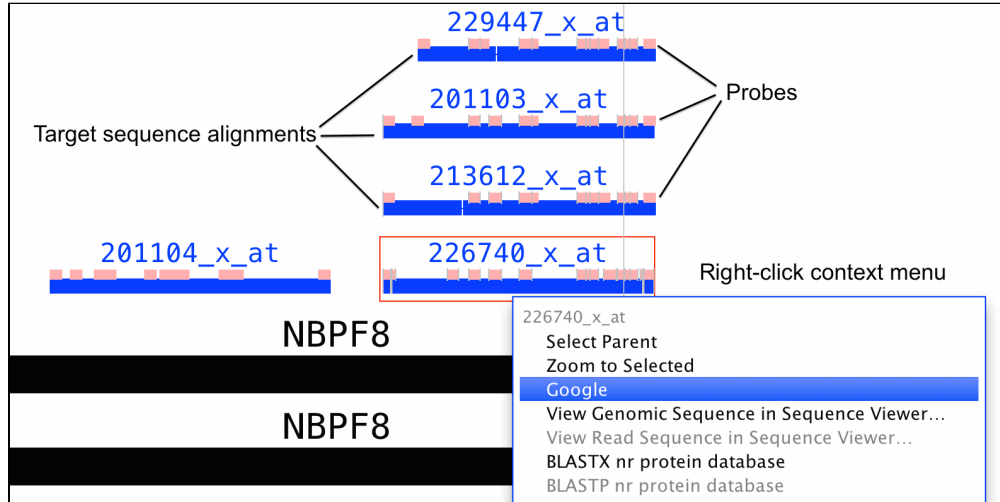 229447_x_at
Probes
201103_x_at
Target sequence alignments
213612_x_at
201104_x_at
226740_x_at
Right-click context menu
226740_x_at
Select Parent
Zoom to Selected
Google
View Genomic Sequence in Sequence Viewer...
View Read Sequence in Sequence Viewer...
BLASTX nr protein database
BLASTP nr protein database
NBPF8
NBPF8